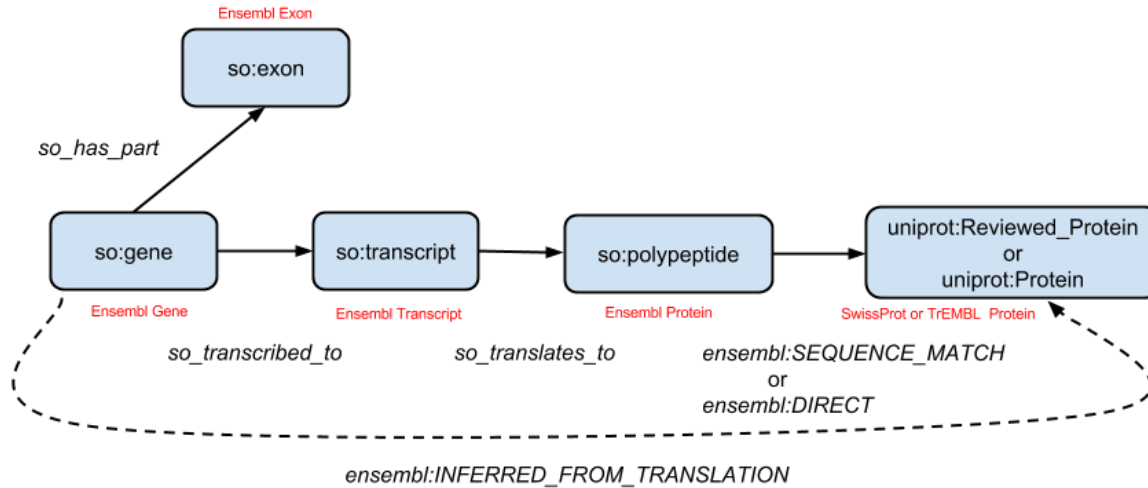 Ensembl Exon
so:exon
so_has_part
so:gene
so:transcript
so:polypeptide
uniprot:Reviewed_Protein
or
uniprot:Protein
Ensembl Gene
Ensembl Transcript
Ensembl Protein
SwissProt or TrEMBL Protein
so_transcribed_to
so_translates_to
ensembl:SEQUENCE_MATCH
or
ensembl:DIRECT
ensembl:INFERRED_FROM_TRANSLATION